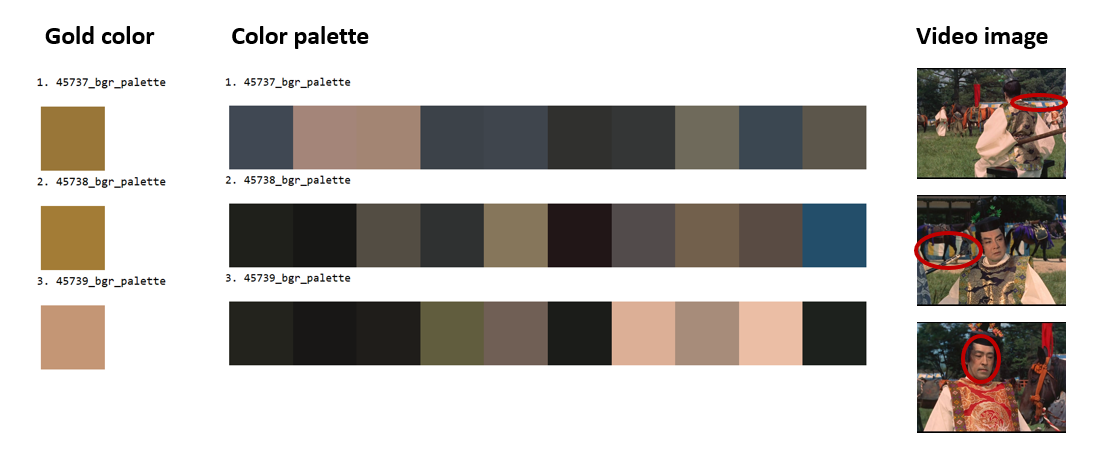 Gold color
Color palette
Video image
1. 45737_bgr_palette
1. 45737_bgr_palette
2. 45738_bgr_palette
2. 45738_bgr_palette
3. 45739_bgr_palette
3. 45739_bgr_palette